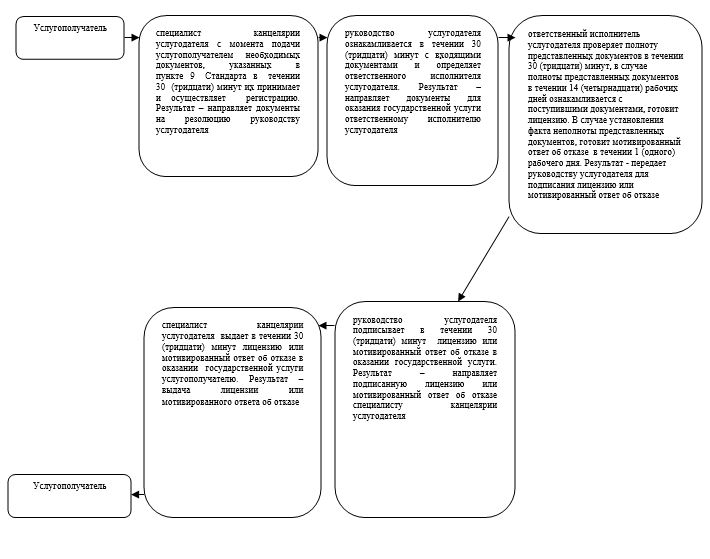 Услугополучатель
специалист канцелярии
услугодателя с момента подачи
услугополучателем необходимых
документов, указанных в
пункте 9 Стандарта в течении
30 (тридцати) минут их принимает
и осуществляет регистрацию.
Результат – направляет документы
на резолюцию руководству
услугодателя
руководство услугодателя
ознакамливается в течении 30
(тридцати) минут с входящими
документами и определяет
ответственного исполнителя
услугодателя. Результат –
направляет документы для
оказания государственной услуги
ответственному исполнителю
услугодателя
ответственный исполнитель
услугодателя проверяет полноту
представленных документов в течении
30 (тридцати) минут, в случае
полноты представленных документов
в течении 14 (четырнадцати) рабочих
дней ознакамливается с
поступившими документами, готовит
лицензию. В случае установления
факта неполноты представленных
документов, готовит мотивированный
ответ об отказе в течении 1 (одного)
рабочего дня. Результат - передает
руководству услугодателя для
подписания лицензию или
мотивированный ответ об отказе
руководство услугодателя
подписывает в течении 30
(тридцати) минут лицензию или
мотивированный ответ об отказе в
оказании государственной услуги.
Результат – направляет
подписанную лицензию или
мотивированный ответ об отказе
специалисту канцелярии
услугодателя
специалист канцелярии
услугодателя выдает в течении 30
(тридцати) минут лицензию или
мотивированный ответ об отказе в
оказании государственной услуги
услугополучателю. Результат –
выдача лицензии или
мотивированного ответа об отказе
Услугополучатель